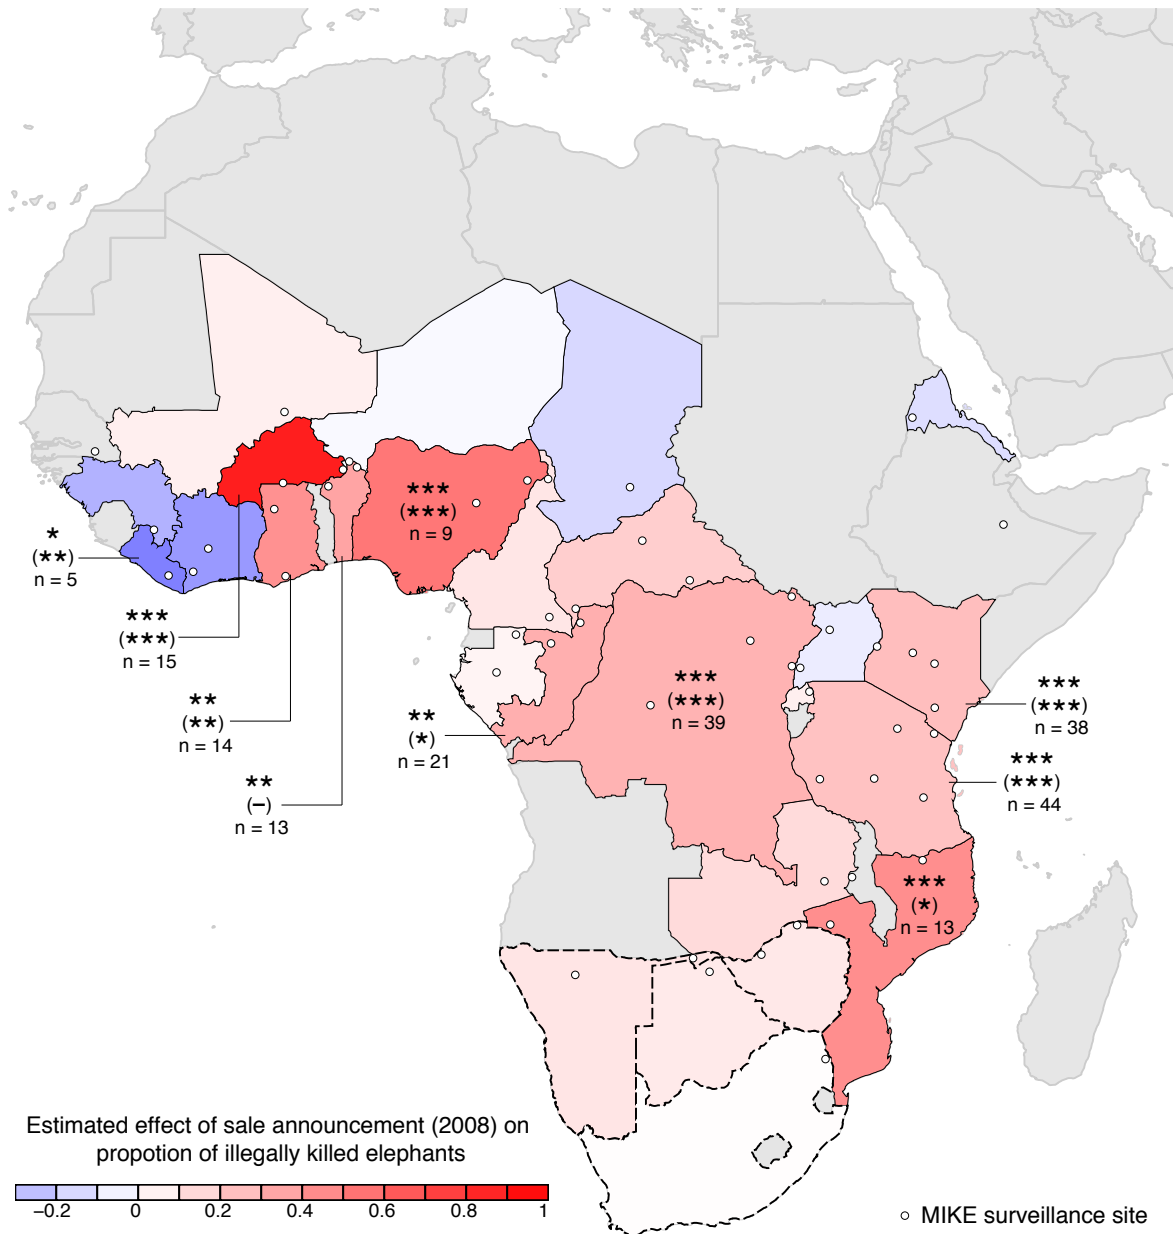 ***
(***)
n = 9
*
(**)
n = 5
***
(***)
n = 15
**
(**)
n = 14
**
(–)
n = 13
**
(*)
n = 21
***
(***)
n = 39
***
(***)
n = 38
***
(***)
n = 44
***
(*)
n = 13
Estimated effect of sale announcement (2008) on
propotion of illegally killed elephants
–0.2 0 0.2 0.4 0.6 0.8 1
MIKE surveillance site